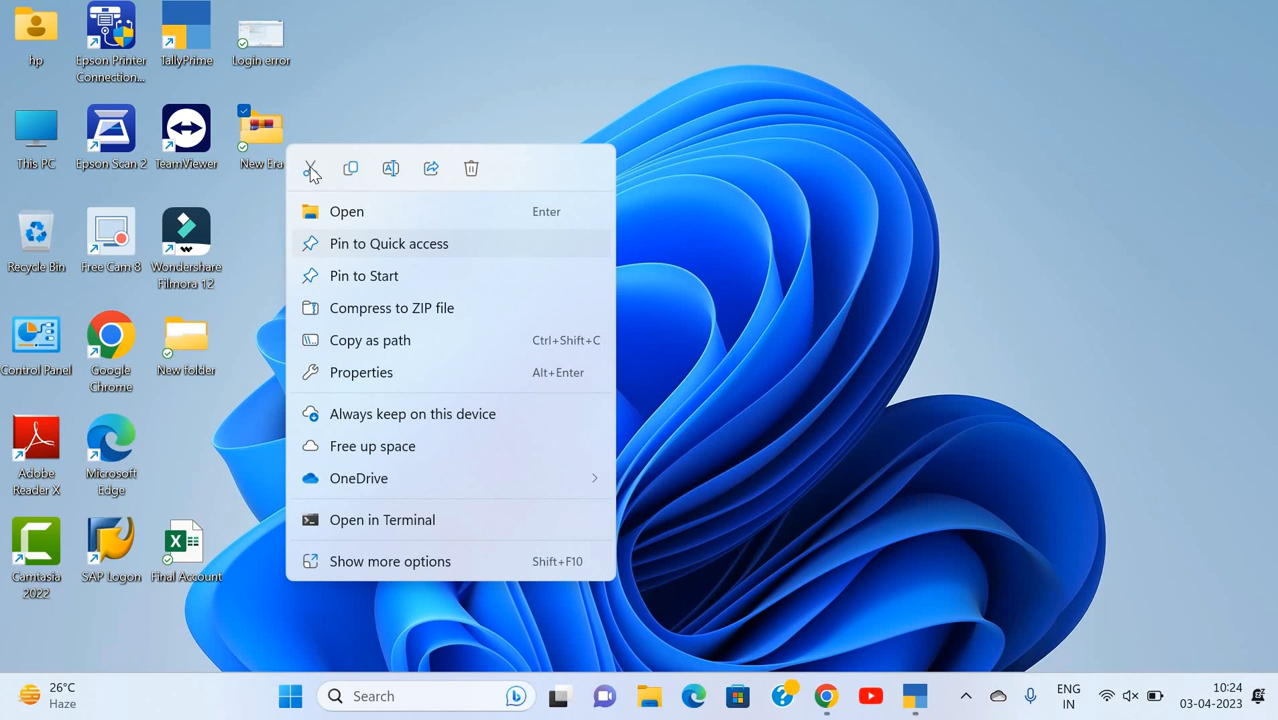 hp
Epson Printer
Connection...
TallyPrime
Login error
This PC
Epson Scan 2
TeamViewer
New Era
Recycle Bin
Free Cam 8
Wondershare
Filmora 12
Control Panel
Google
Chrome
New folder
Adobe
Reader X
Microsoft
Edge
Camtasia
2022
SAP Logon
Final Account
Open Enter
Pin to Quick access
Pin to Start
Compress to ZIP file
Copy as path Ctrl+Shift+C
Properties Alt+Enter
Always keep on this device
Free up space
OneDrive
Open in Terminal
Show more options Shift+F10
26°C
Haze
Search
ENG
IN
10:24
03-04-2023